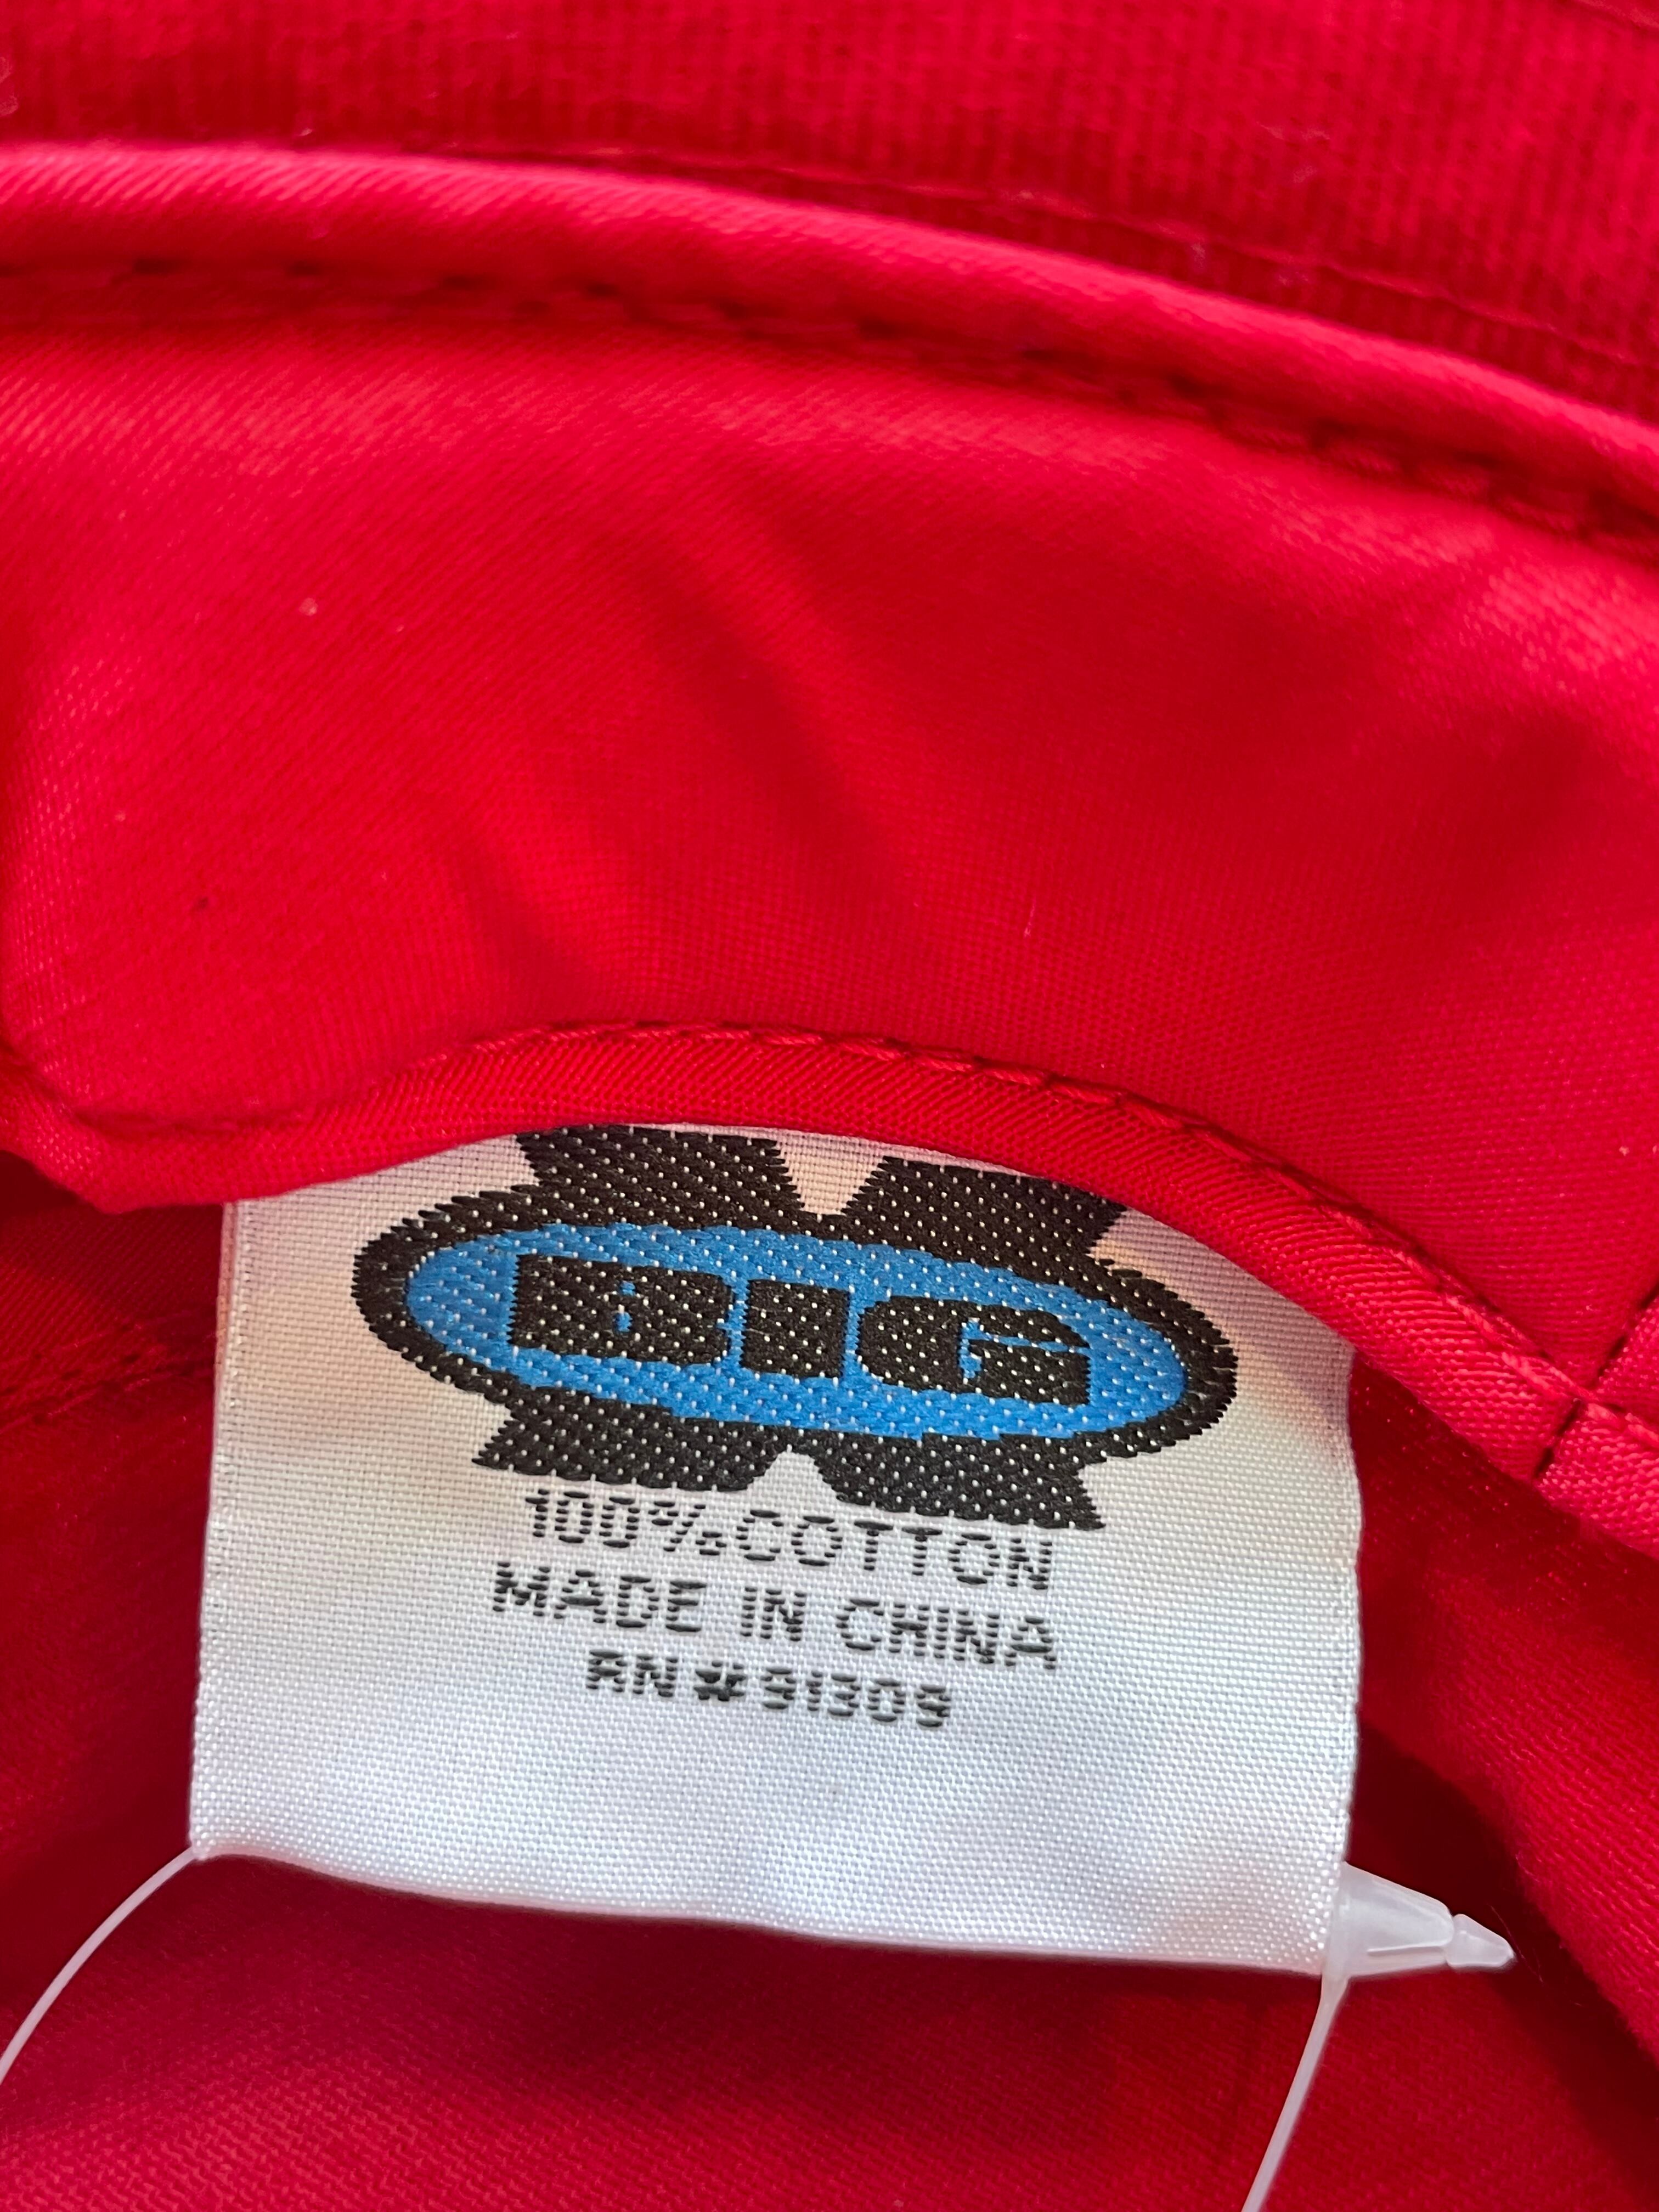 BIG
100%COTTON
MADE IN CHINA
RN#91309